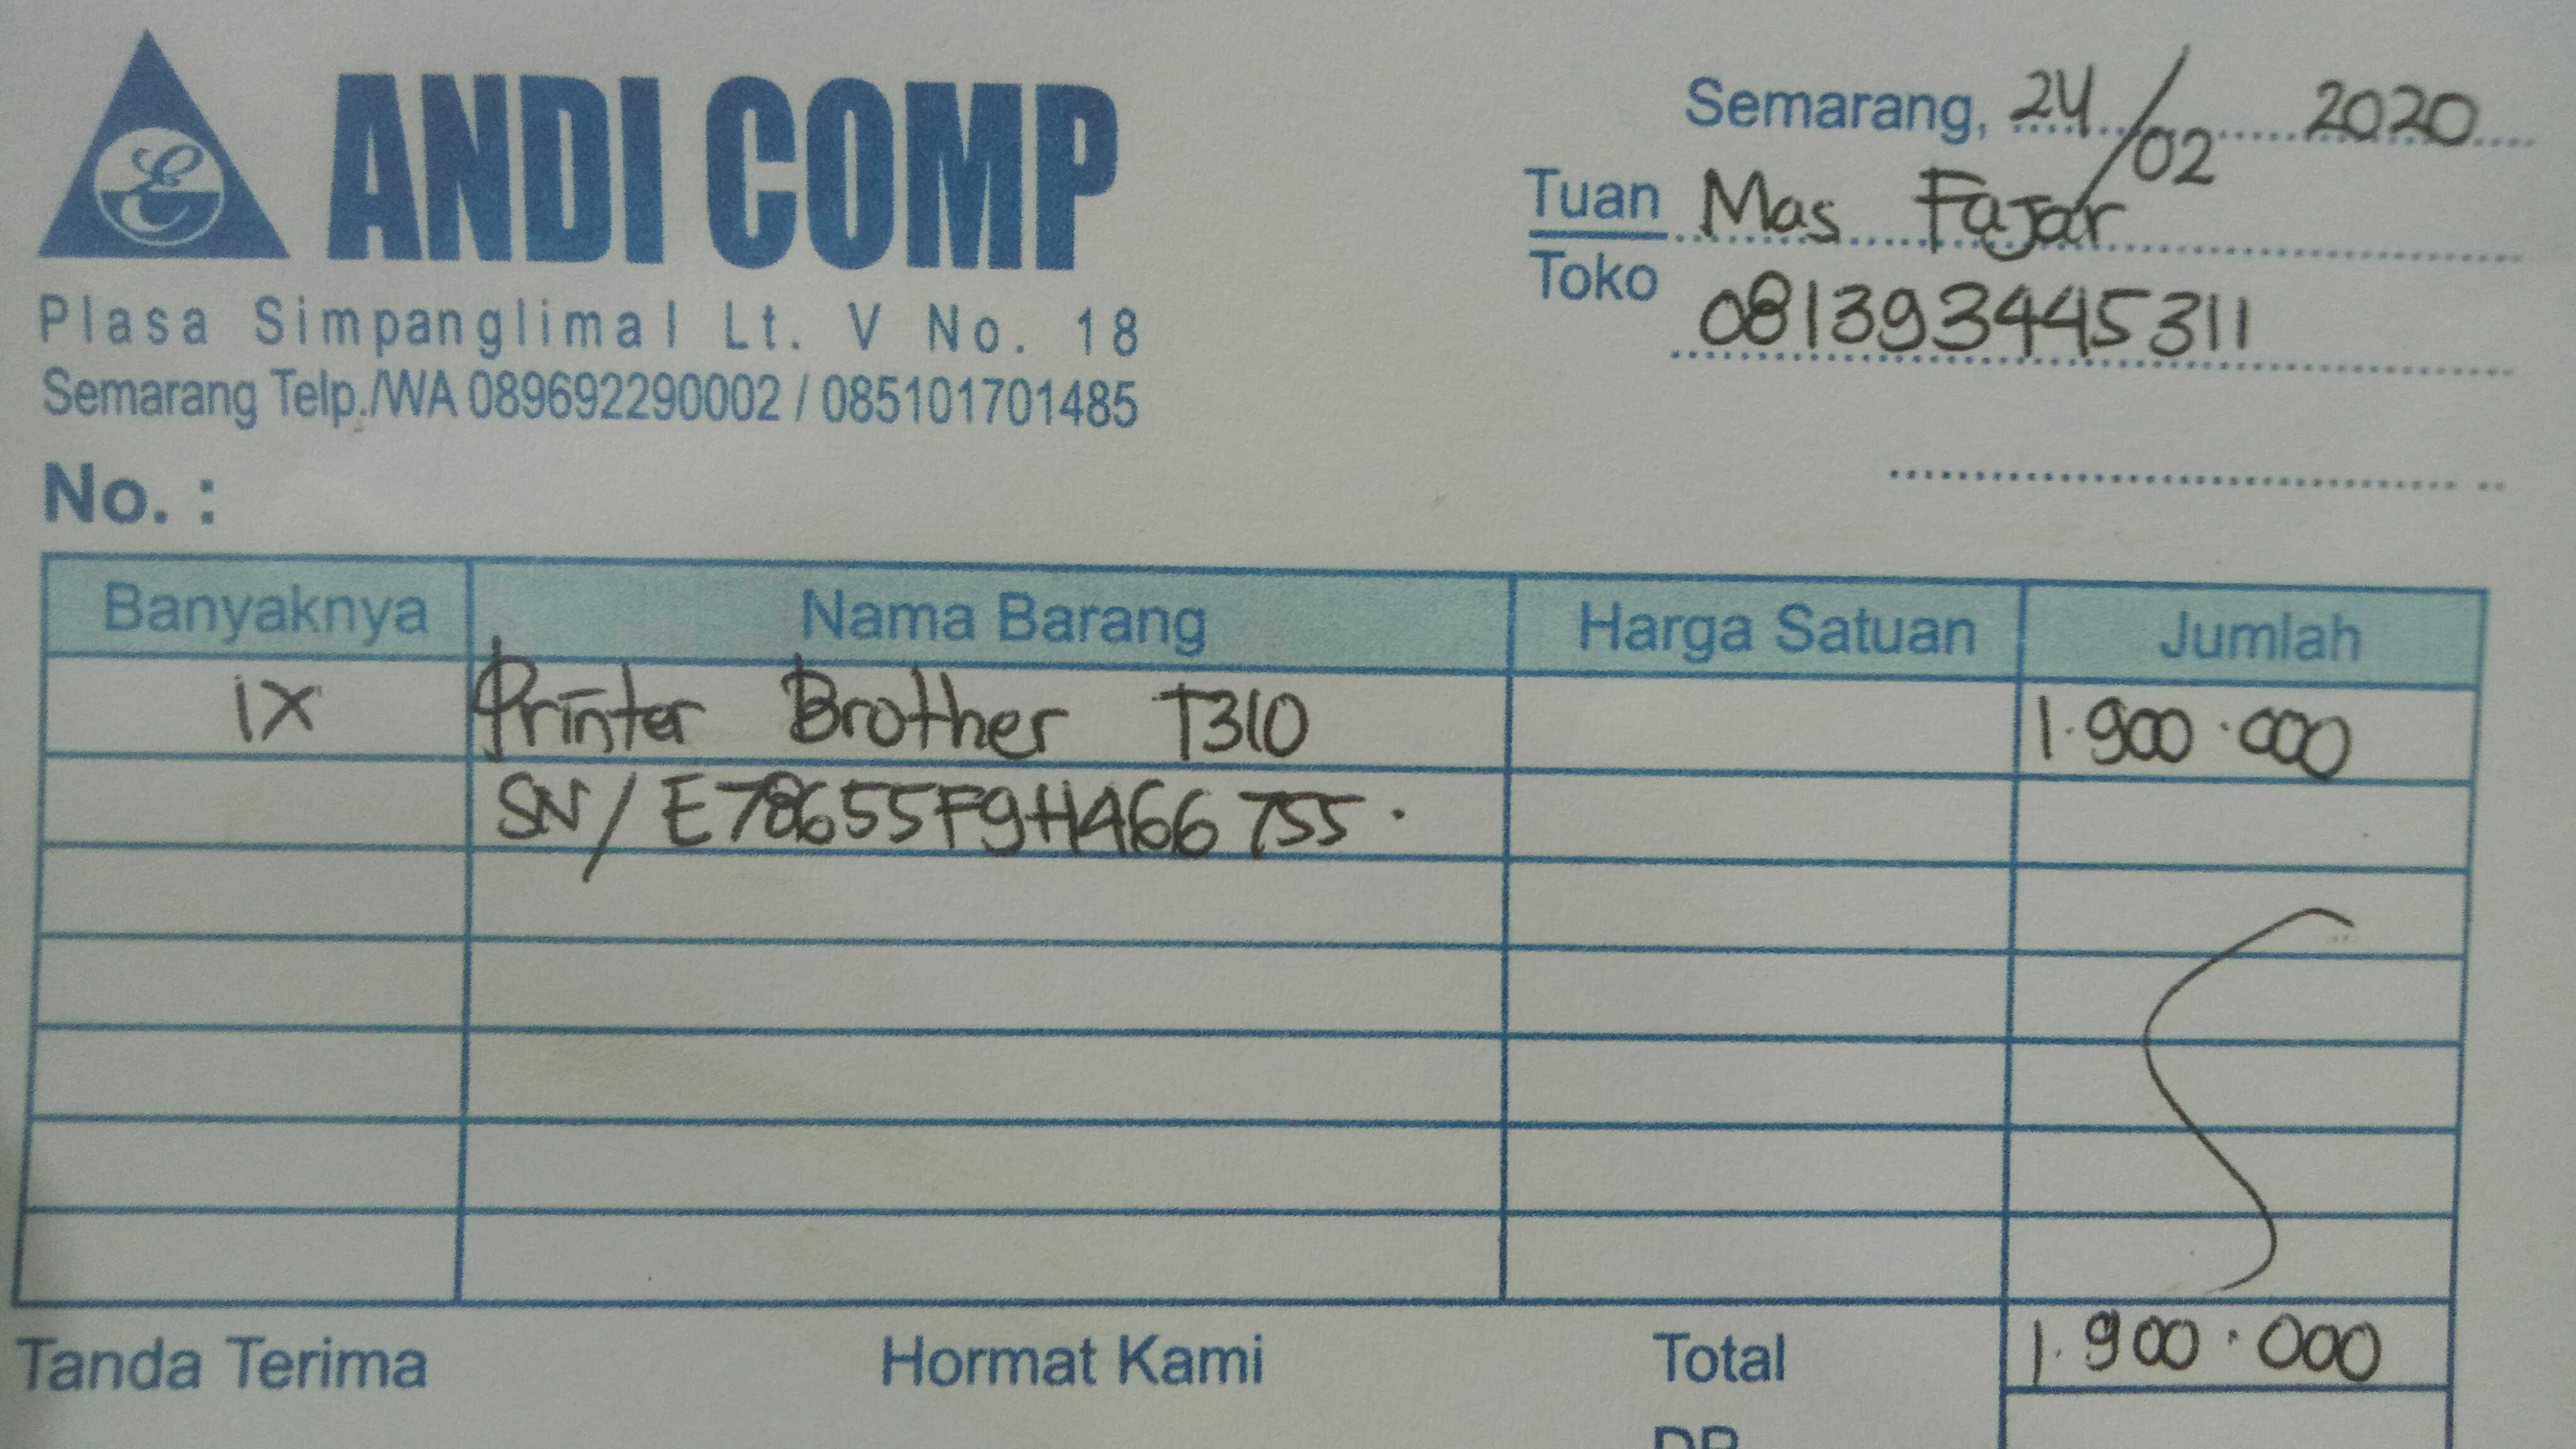 ANDI COMP
Plasa Simpanglima Lt. V No. 18
Semarang Telp./WA 089692290002 / 085101701485
Semarang, 24/02 2020
Tuan Mas Fajar
Toko 081393445311
No. :
Banyaknya Nama Barang Harga Satuan Jumlah
1X Printer Brother T310 1.900.000
SN/E78655F9H466755.
Tanda Terima Hormat Kami Total 1.900.000
DP